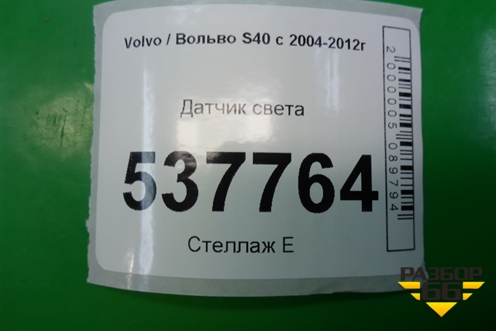 Volvo / Вольво S40 с 2004-2012г
Датчик света
537764
Стеллаж Е
2000005089794
РАЗБОР
66